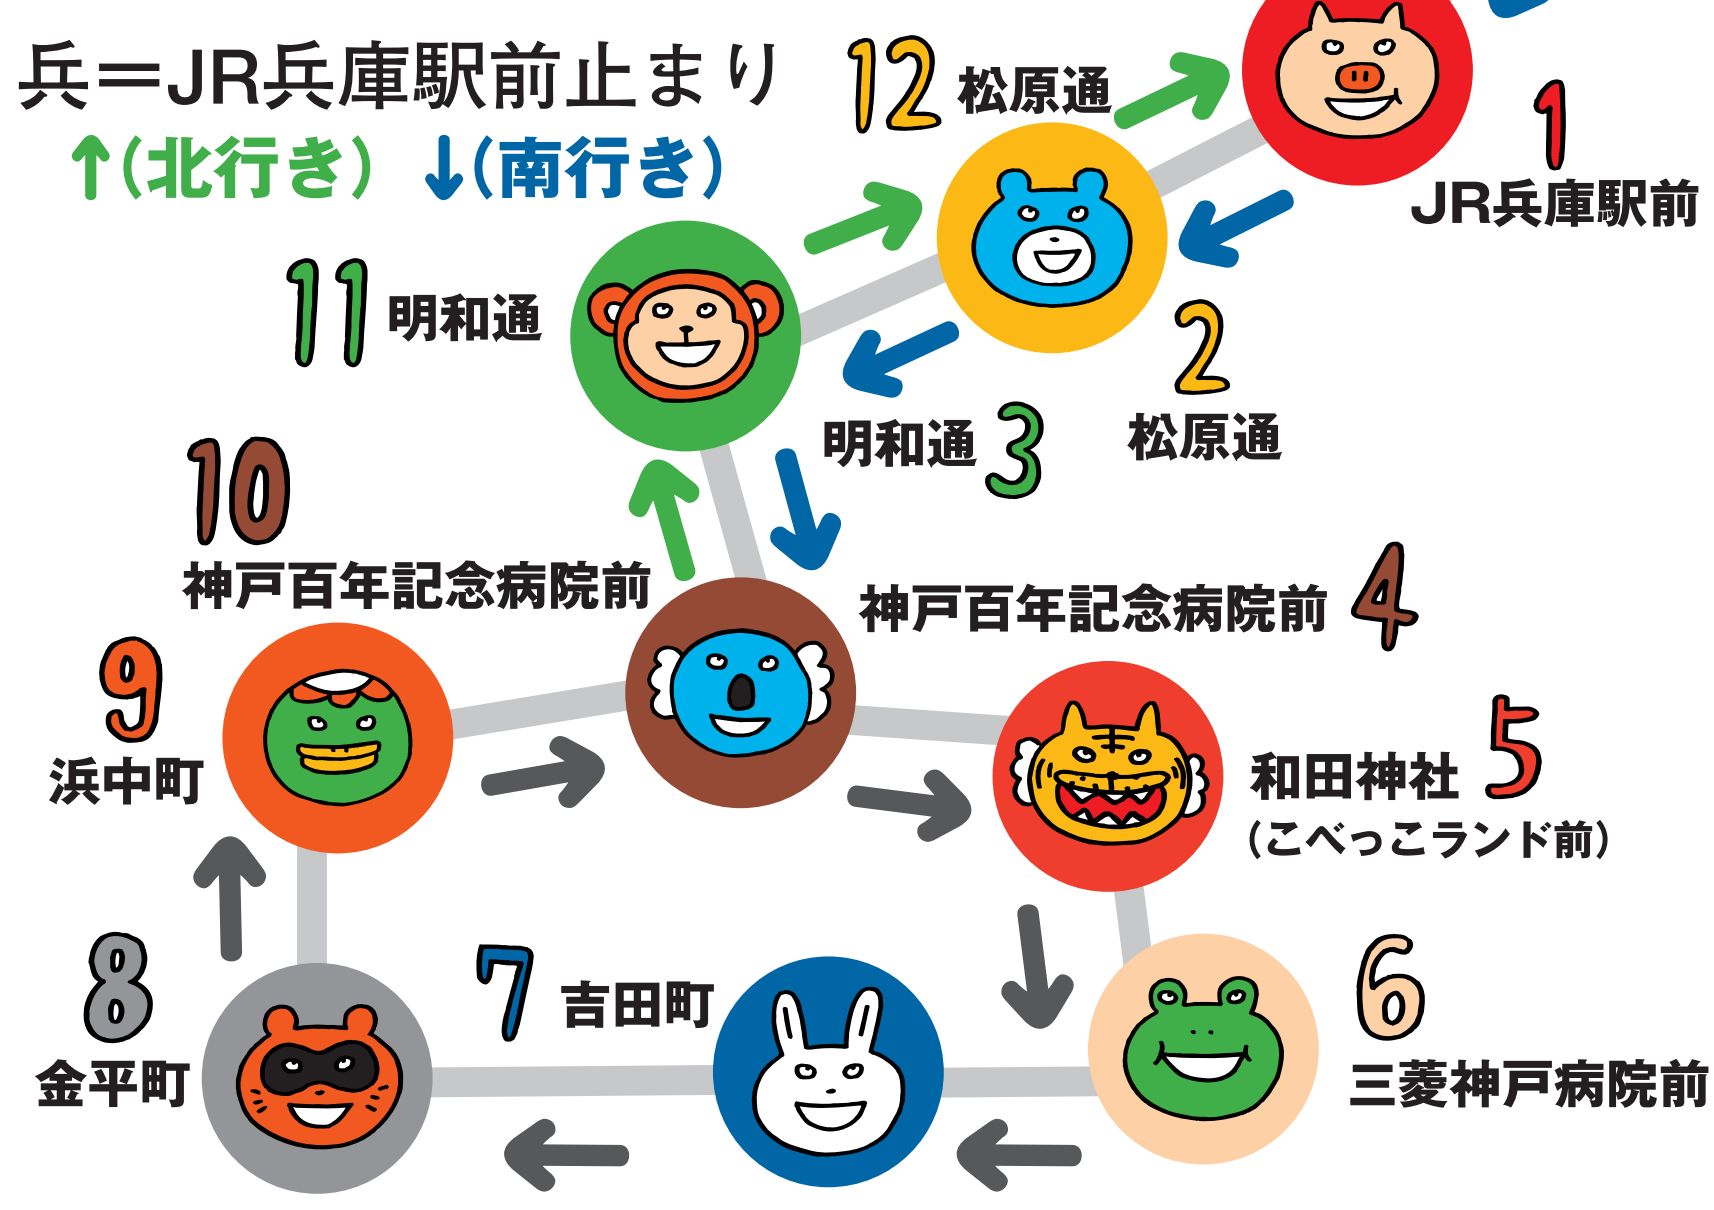 兵＝JR兵庫駅前止まり
↑(北行き) ↓(南行き)
12 松原通
1
JR兵庫駅前
11 明和通
2
松原通
明和通 3
10
神戸百年記念病院前
神戸百年記念病院前 4
9
浜中町
和田神社 5
(こべっこランド前)
8
金平町
7 吉田町
6
三菱神戸病院前